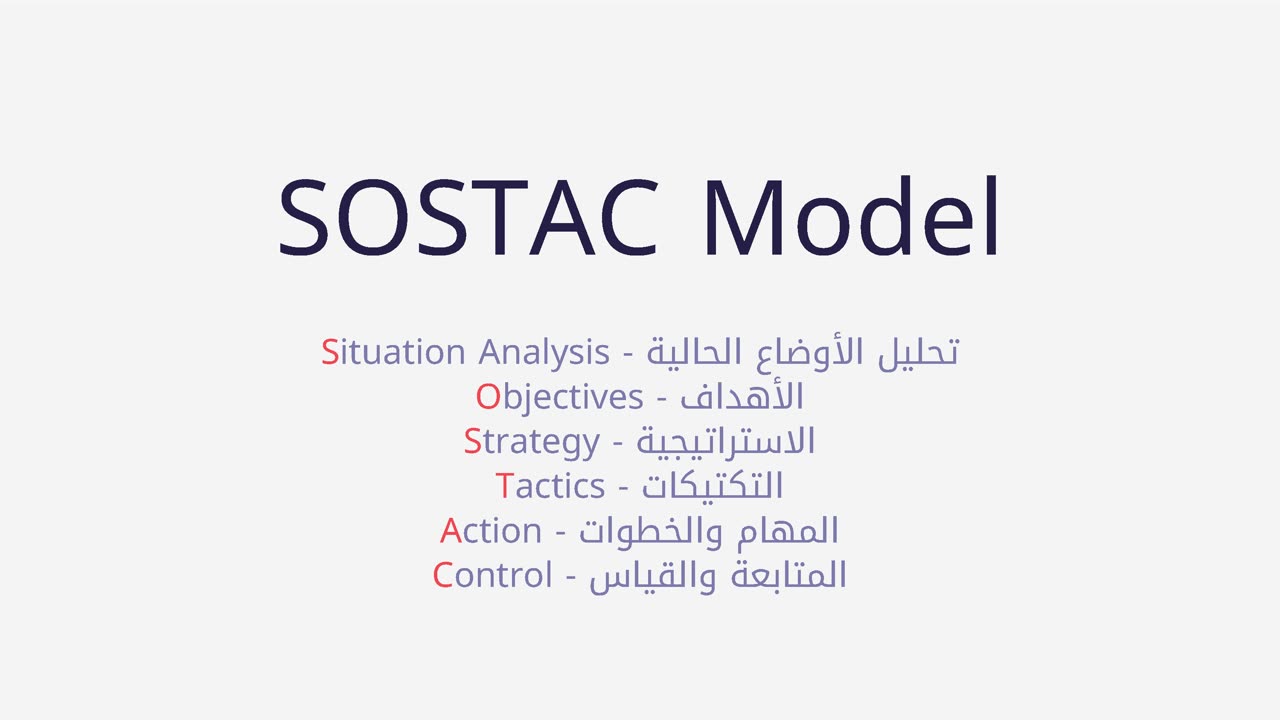 SOSTAC Model
Situation Analysis - تحليل الأوضاع الحالية
Objectives - الأهداف
Strategy - الاستراتيجية
Tactics - التكتيكات
Action - المهام والخطوات
Control - المتابعة والقياس